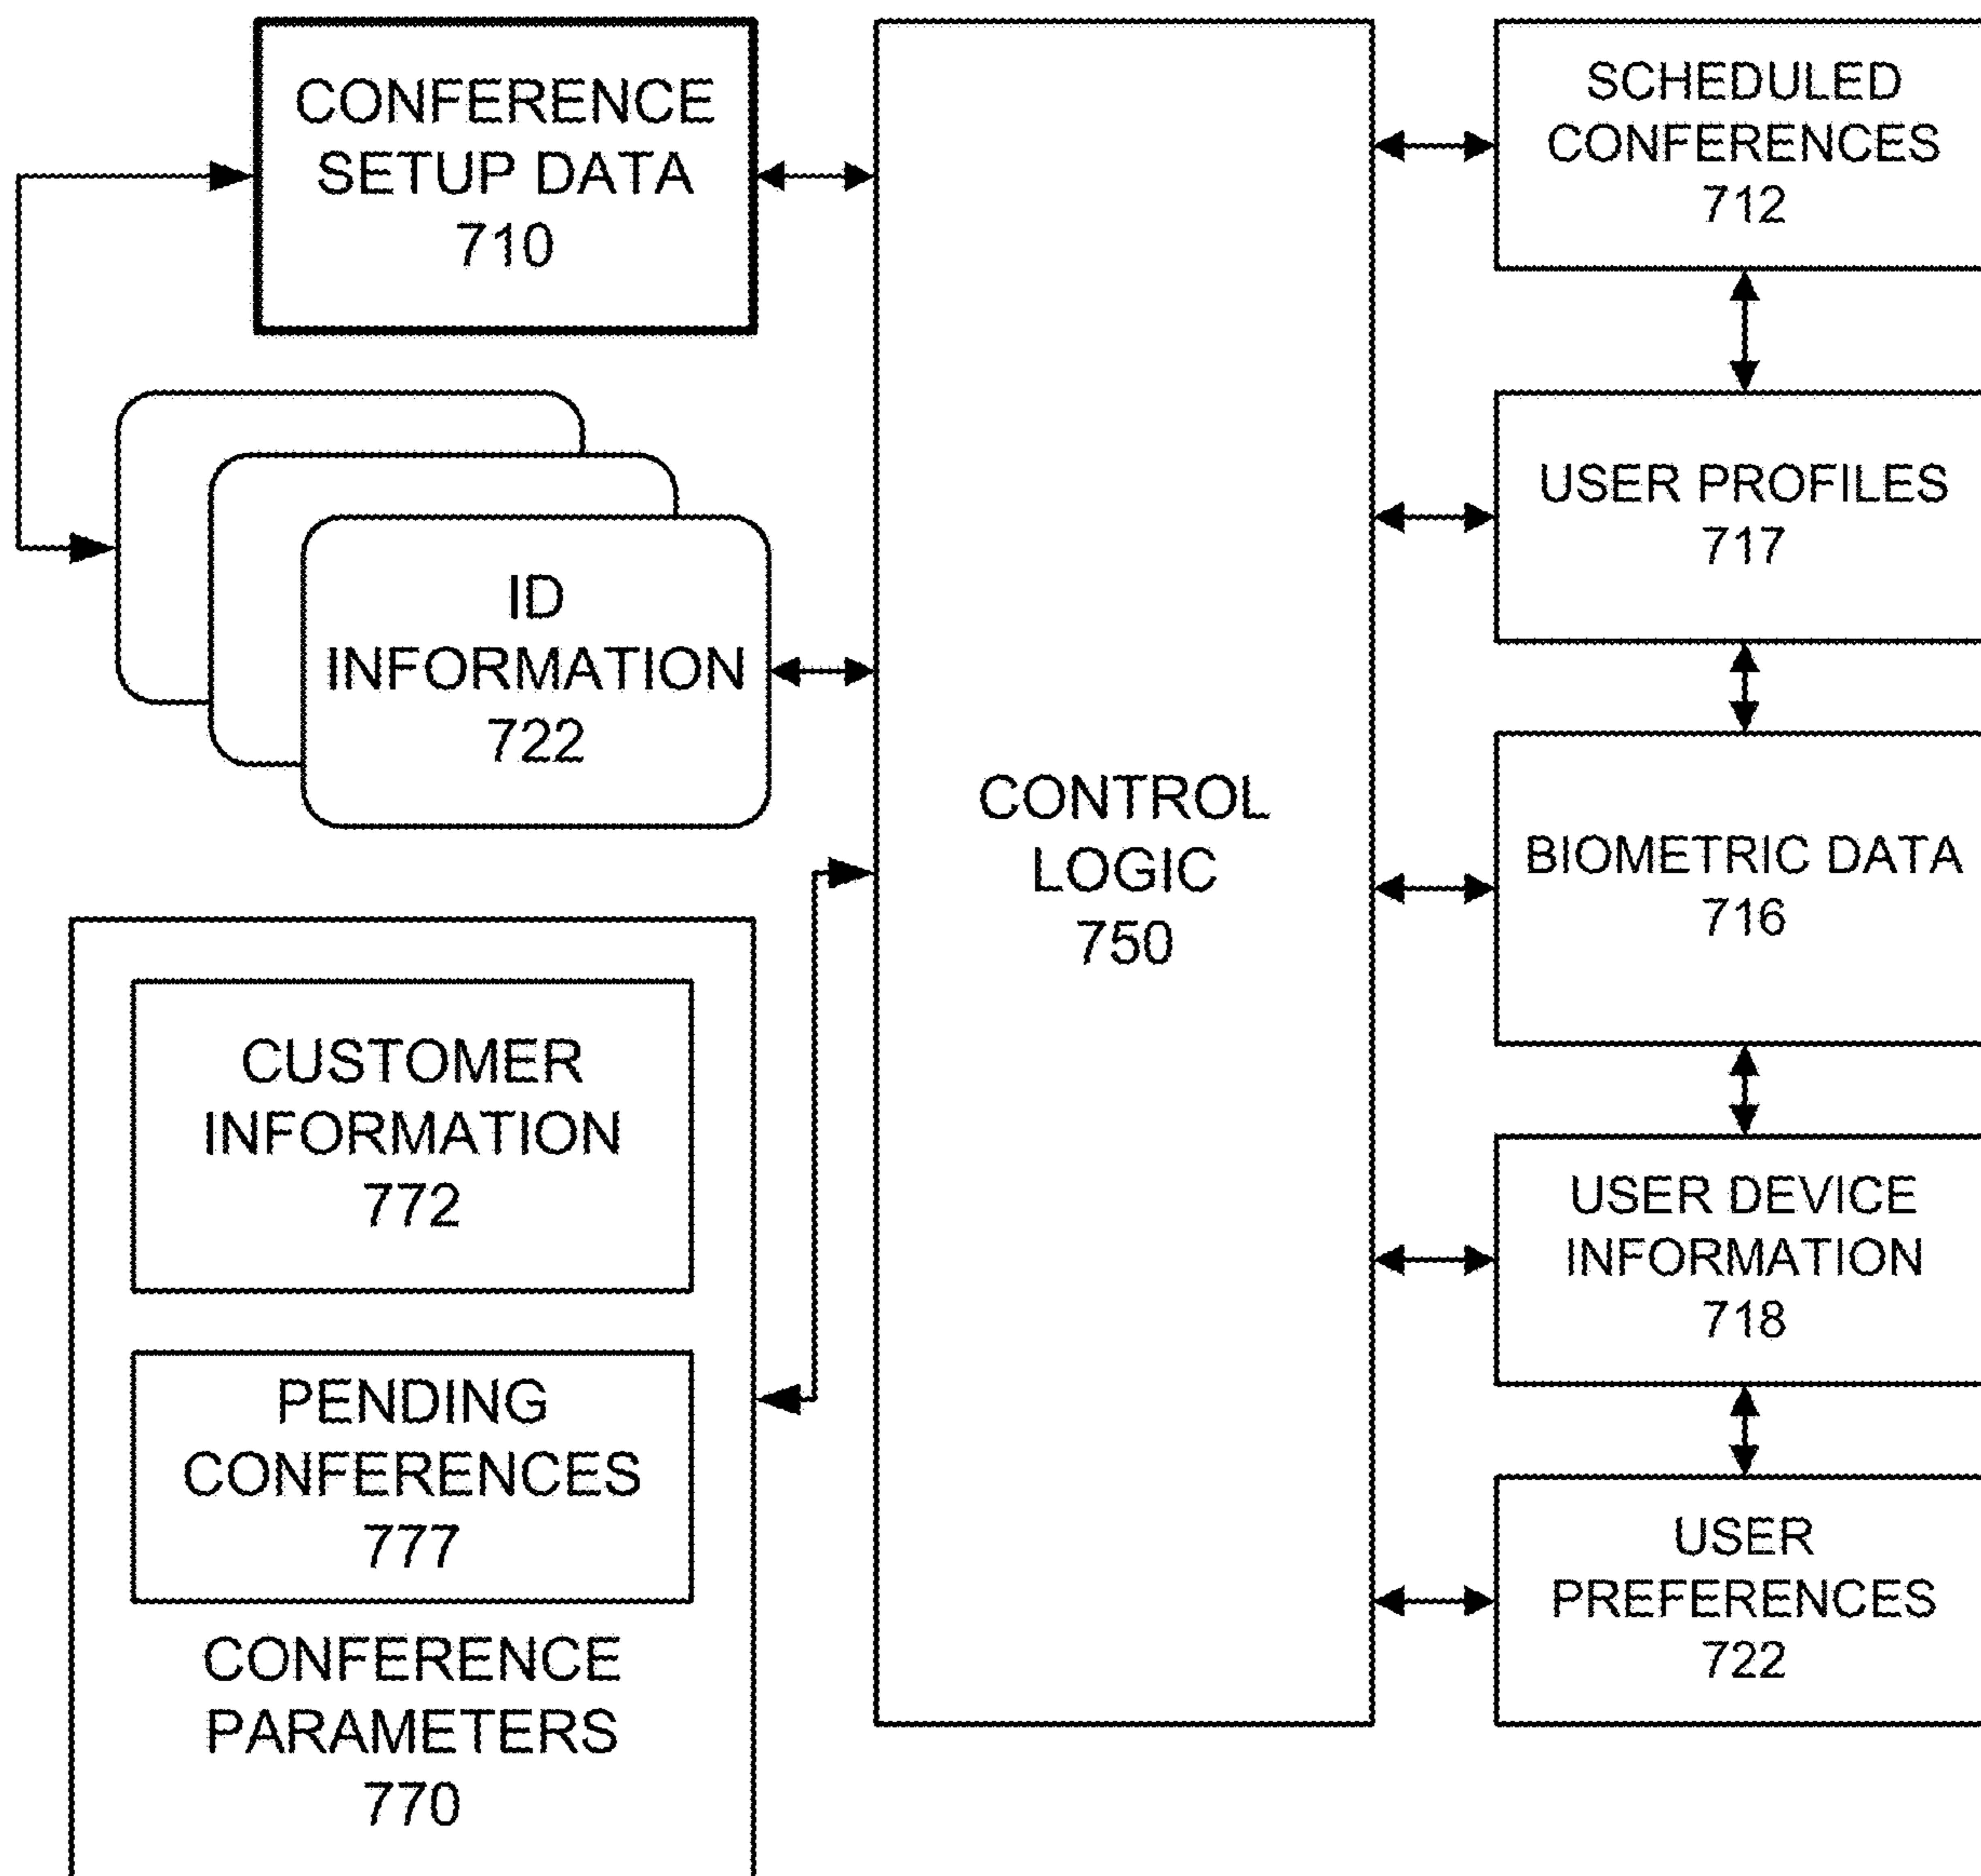 CONFERENCE
SETUP DATA
710
ID
INFORMATION
722
CUSTOMER
INFORMATION
772
PENDING
CONFERENCES
777
CONFERENCE
PARAMETERS
770
CONTROL
LOGIC
750
SCHEDULED
CONFERENCES
712
USER PROFILES
717
BIOMETRIC DATA
716
USER DEVICE
INFORMATION
718
USER
PREFERENCES
722